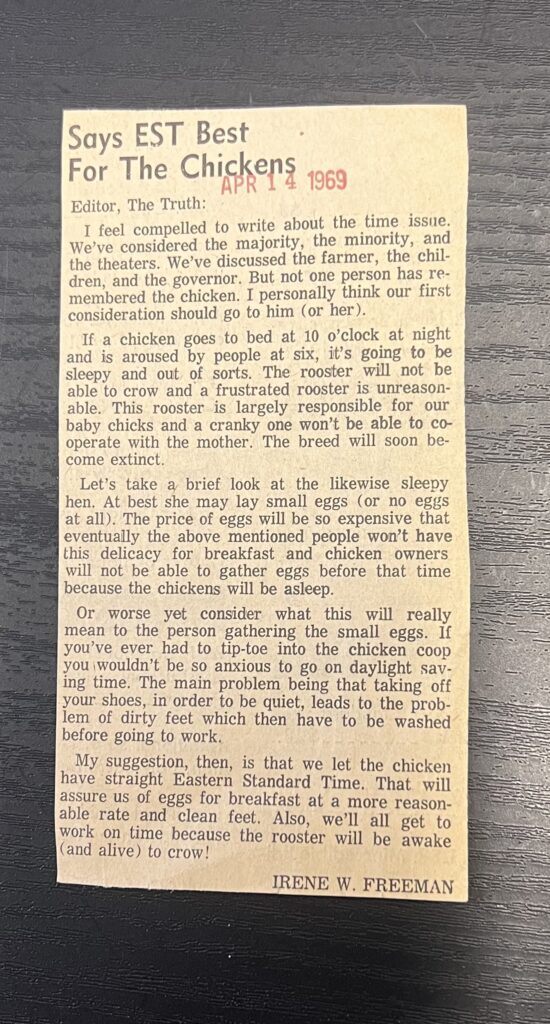 Says EST Best
For The Chickens
APR 14 1969
Editor, The Truth:
I feel compelled to write about the time issue.
We've considered the majority, the minority, and
the theaters. We've discussed the farmer, the chil-
dren, and the governor. But not one person has re-
membered the chicken. I personally think our first
consideration should go to him (or her).
If a chicken goes to bed at 10 o'clock at night
and is aroused by people at six, it's going to be
sleepy and out of sorts. The rooster will not be
able to crow and a frustrated rooster is unreason-
able. This rooster is largely responsible for our
baby chicks and a cranky one won't be able to co-
operate with the mother. The breed will soon be-
come extinct.
Let's take a brief look at the likewise sleepy
hen. At best she may lay small eggs (or no eggs
at all). The price of eggs will be so expensive that
eventually the above mentioned people won't have
this delicacy for breakfast and chicken owners
will not be able to gather eggs before that time
because the chickens will be asleep.
Or worse yet consider what this will really
mean to the person gathering the small eggs. If
you've ever had to tip-toe into the chicken coop
you wouldn't be so anxious to go on daylight sav-
ing time. The main problem being that taking off
your shoes, in order to be quiet, leads to the prob-
lem of dirty feet which then have to be washed
before going to work.
My suggestion, then, is that we let the chicken
have straight Eastern Standard Time. That will
assure us of eggs for breakfast at a more reason-
able rate and clean feet. Also, we'll all get to
work on time because the rooster will be awake
(and alive) to crow!
IRENE W. FREEMAN